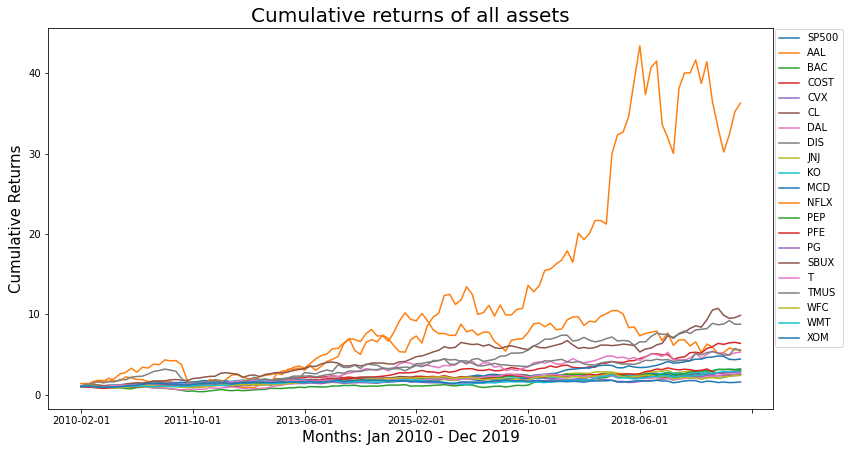 Cumulative returns of all assets
Cumulative Returns
40
30
20
10
0
2010-02-01 2011-10-01 2013-06-01 2015-02-01 2016-10-01 2018-06-01
Months: Jan 2010 - Dec 2019
SP500
AAL
BAC
COST
CVX
CL
DAL
DIS
JNJ
KO
MCD
NFLX
PEP
PFE
PG
SBUX
T
TMUS
WFC
WMT
XOM